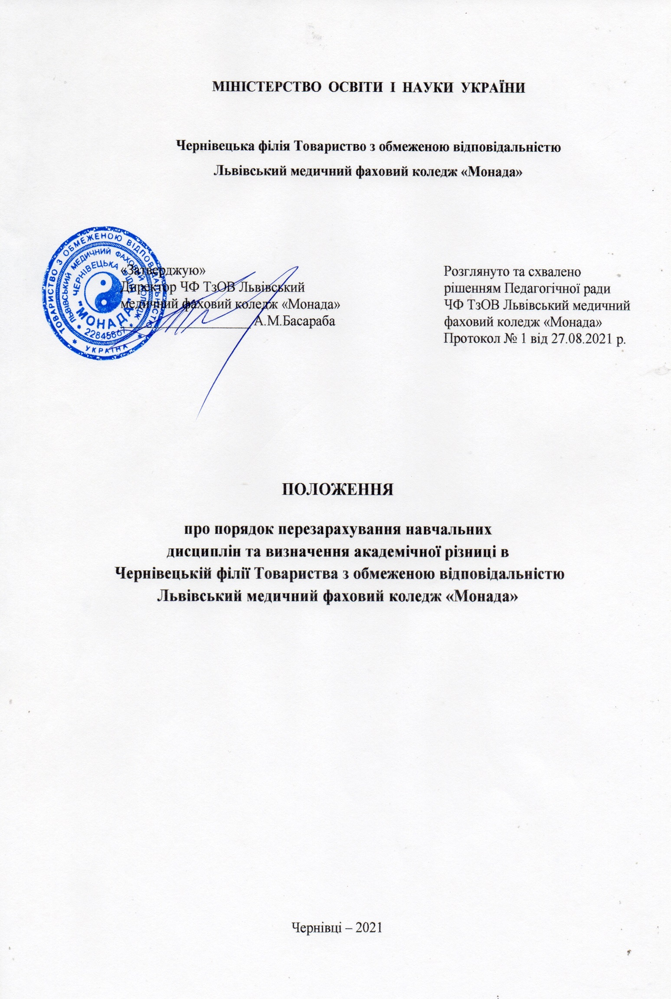 МІНІСТЕРСТВО ОСВІТИ І НАУКИ УКРАЇНИ
Чернівецька філія Товариство з обмеженою відповідальністю
Львівський медичний фаховий коледж «Монада»
«Затверджую»
Директор ЧФ ТзОВ Львівський
медичний фаховий коледж «Монада»
А.М.Басараба
ТОВАРИСТВО З ОБМЕЖЕНОЮ ВІДПОВІДАЛЬНІСТЮ
ЛЬВІВСЬКИЙ МЕДИЧНИЙ ФАХОВИЙ КОЛЕДЖ
ЧЕРНІВЕЦЬКА ФІЛІЯ
"МОНАДА"
22845867
УКРАЇНА
Розглянуто та схвалено
рішенням Педагогічної ради
ЧФ ТзОВ Львівський медичний
фаховий коледж «Монада»
Протокол № 1 від 27.08.2021 р.
ПОЛОЖЕННЯ
про порядок перезарахування навчальних
дисциплін та визначення академічної різниці в
Чернівецькій філії Товариства з обмеженою відповідальністю
Львівський медичний фаховий коледж «Монада»
Чернівці – 2021